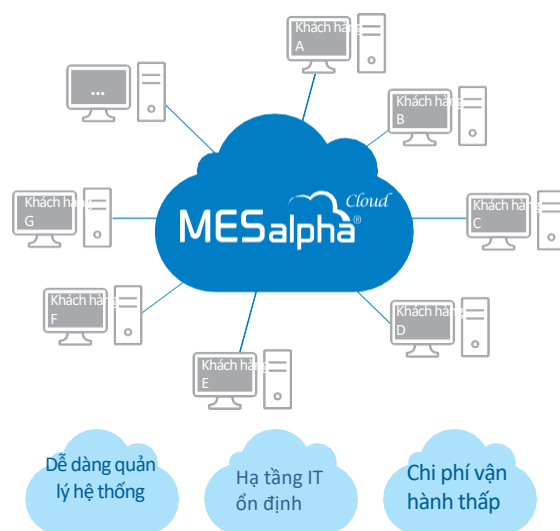 Khách hàng
A
...
Khách hàng
B
Khách hàng
G
Cloud
MESalpha®
Khách hàng
C
Khách hàng
F
Khách hàng
D
Khách hàng
E
Dễ dàng quản
lý hệ thống
Hạ tầng IT
ổn định
Chi phí vận
hành thấp